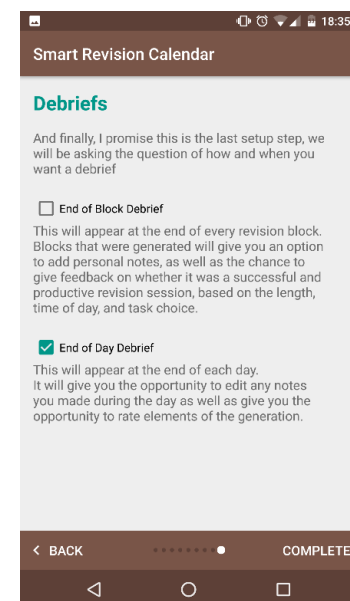 18:35
Smart Revision Calendar
Debriefs
And finally, I promise this is the last setup step, we
will be asking the question of how and when you
want a debrief
End of Block Debrief
This will appear at the end of every revision block.
Blocks that were generated will give you an option
to add personal notes, as well as the chance to
give feedback on whether it was a successful and
productive revision session, based on the length,
time of day, and task choice.
End of Day Debrief
This will appear at the end of each day.
It will give you the opportunity to edit any notes
you made during the day as well as give you the
opportunity to rate elements of the generation.
BACK
COMPLETE